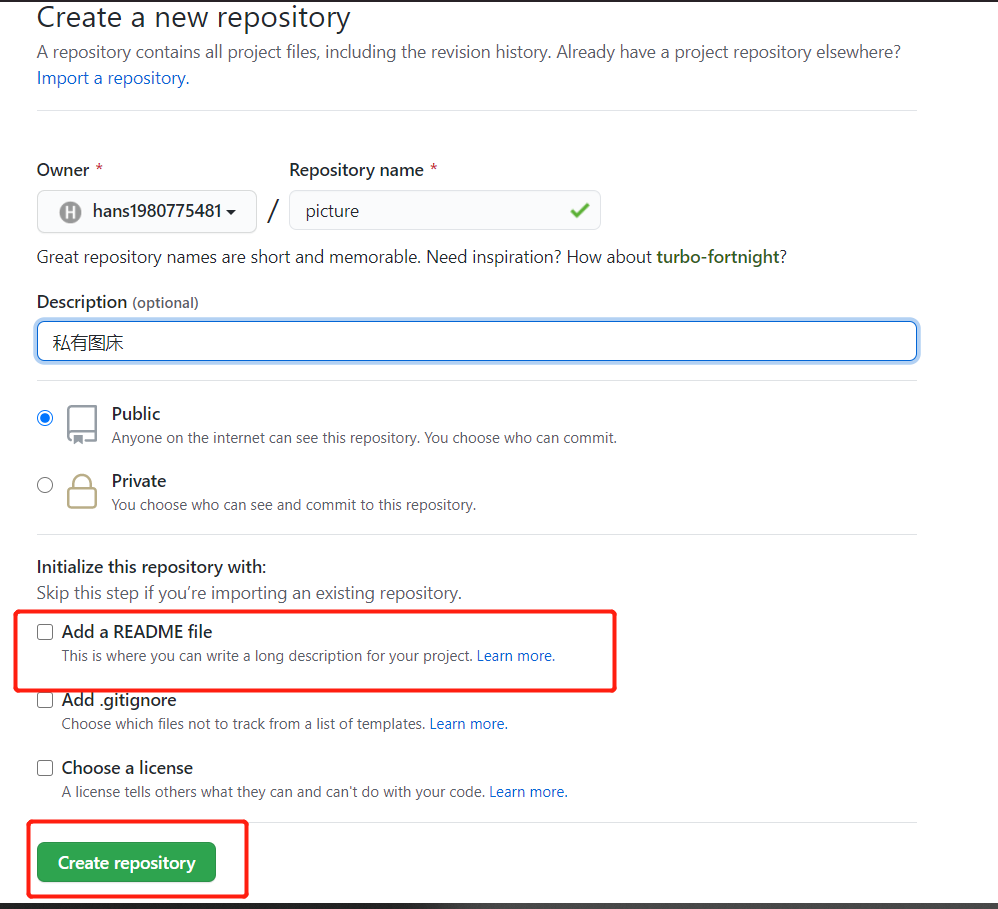 Create a new repository
A repository contains all project files, including the revision history. Already have a project repository elsewhere?
Import a repository.
Owner * Repository name *
H hans1980775481 / picture
Great repository names are short and memorable. Need inspiration? How about turbo-fortnight?
Description (optional)
私有图床
Public
Anyone on the internet can see this repository. You choose who can commit.
Private
You choose who can see and commit to this repository.
Initialize this repository with:
Skip this step if you’re importing an existing repository.
Add a README file
This is where you can write a long description for your project. Learn more.
Add .gitignore
Choose which files not to track from a list of templates. Learn more.
Choose a license
A license tells others what they can and can't do with your code. Learn more.
Create repository